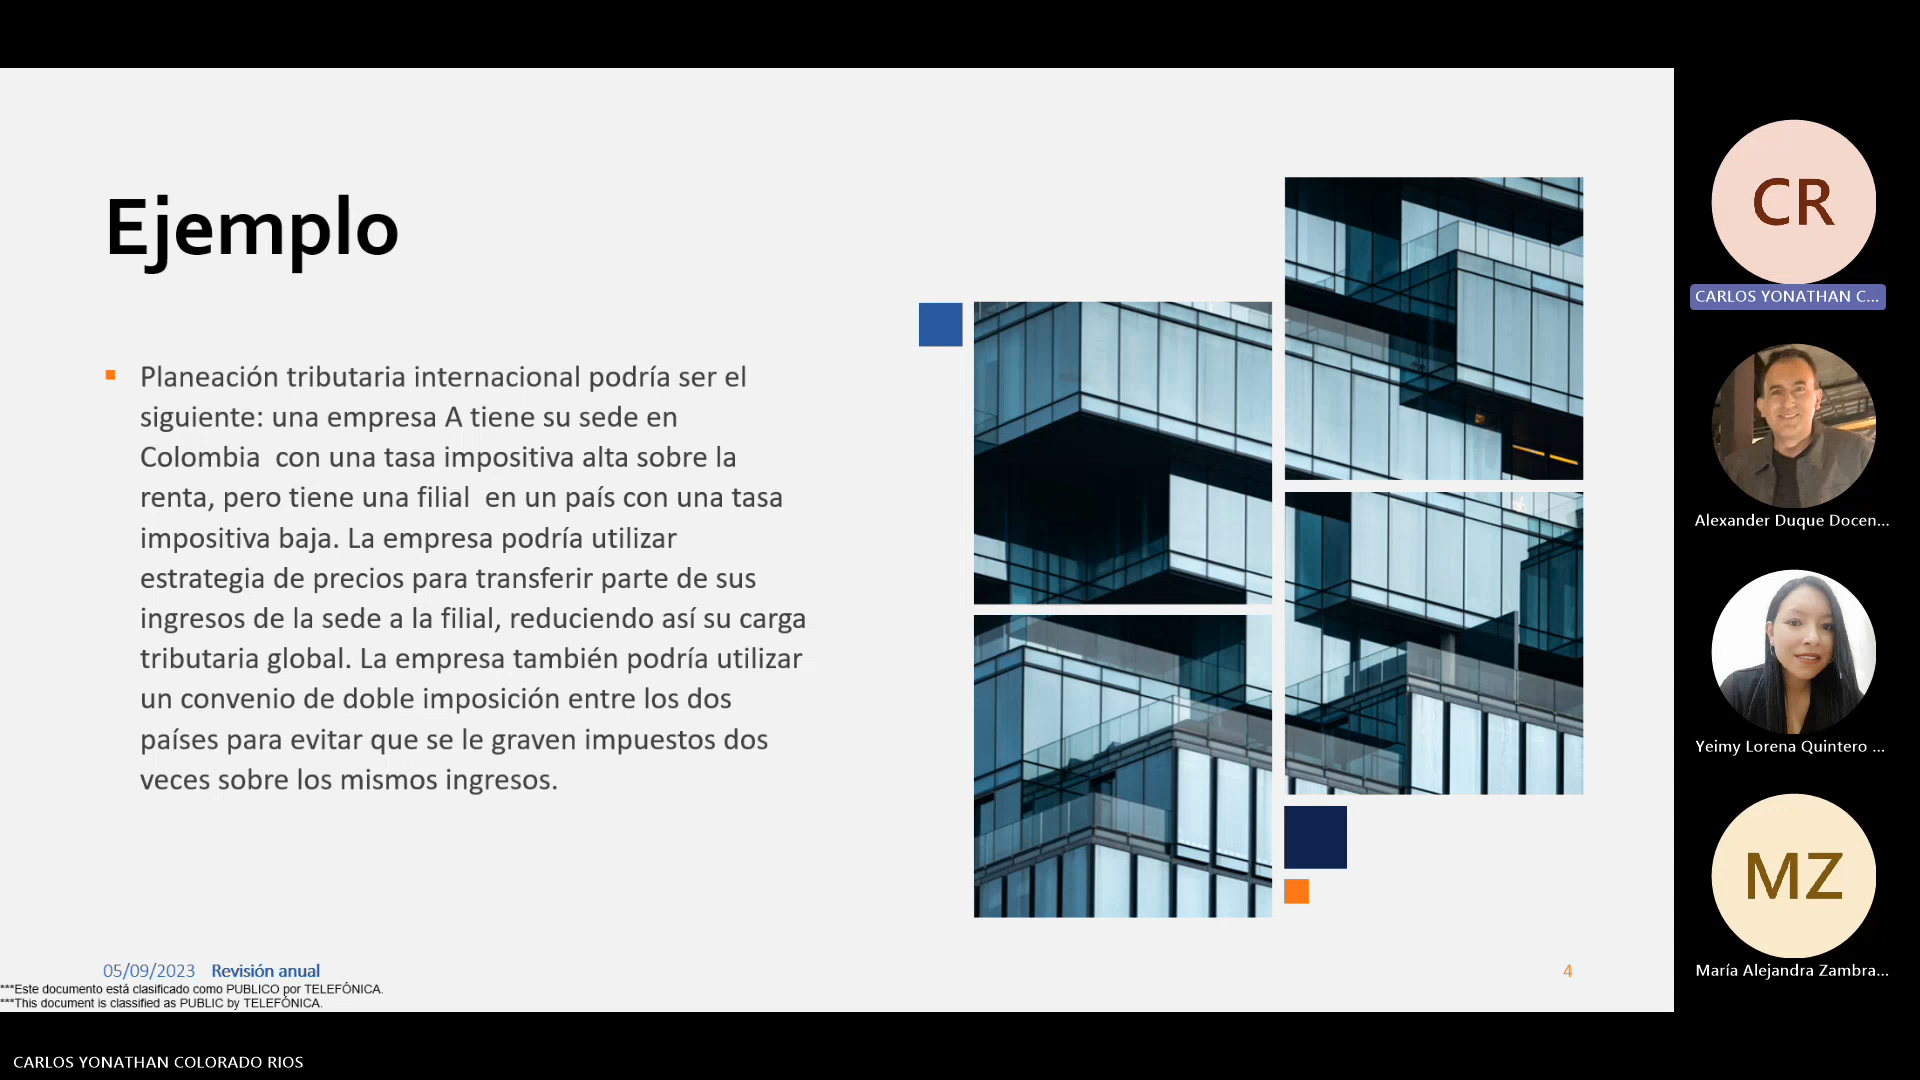 Ejemplo
Planeación tributaria internacional podría ser el
siguiente: una empresa A tiene su sede en
Colombia  con una tasa impositiva alta sobre la
renta, pero tiene una filial  en un país con una tasa
impositiva baja. La empresa podría utilizar
estrategia de precios para transferir parte de sus
ingresos de la sede a la filial, reduciendo así su carga
tributaria global. La empresa también podría utilizar
un convenio de doble imposición entre los dos
países para evitar que se le graven impuestos dos
veces sobre los mismos ingresos.
05/09/2023 Revisión anual
4
***Este documento está clasificado como PUBLICO por TELEFÓNICA.
***This document is classified as PUBLIC by TELEFÓNICA.
CR
CARLOS YONATHAN C...
Alexander Duque Docen...
Yeimy Lorena Quintero ...
MZ
María Alejandra Zambra...
CARLOS YONATHAN COLORADO RIOS